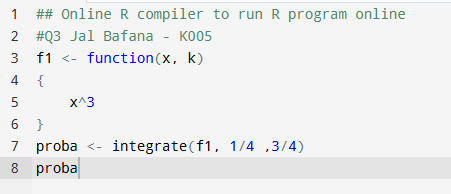 1 ## Online R compiler to run R program online
2 #Q3 Jal Bafana - K005
3 f1 <- function(x, k)
4 {
5     x^3
6 }
7 proba <- integrate(f1, 1/4 ,3/4)
8 proba